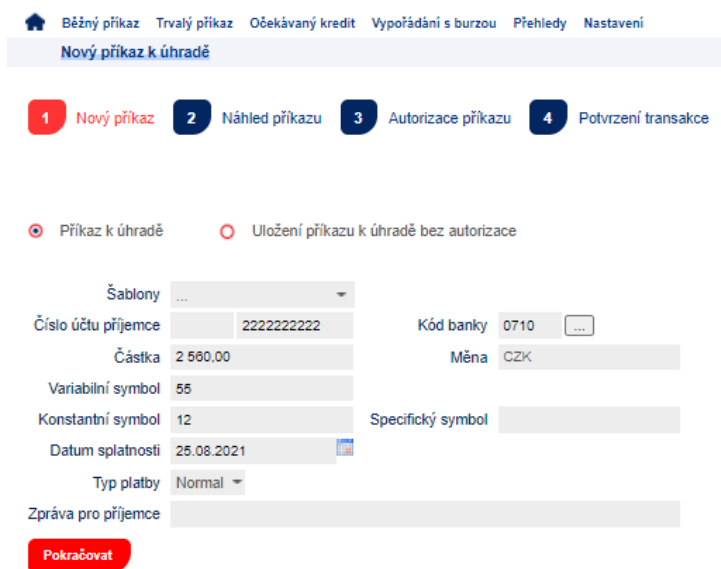 Běžný příkaz Trvalý příkaz Očekávaný kredit Vypořádání s burzou Přehledy Nastavení
Nový příkaz k úhradě
1 Nový příkaz 2 Náhled příkazu 3 Autorizace příkazu 4 Potvrzení transakce
Příkaz k úhradě Uložení příkazu k úhradě bez autorizace
Šablony ...
Číslo účtu příjemce 2222222222 Kód banky 0710 ...
Částka 2 560,00 Měna CZK
Variabilní symbol 55
Konstantní symbol 12 Specifický symbol
Datum splatnosti 25.08.2021
Typ platby Normal
Zpráva pro příjemce
Pokračovat